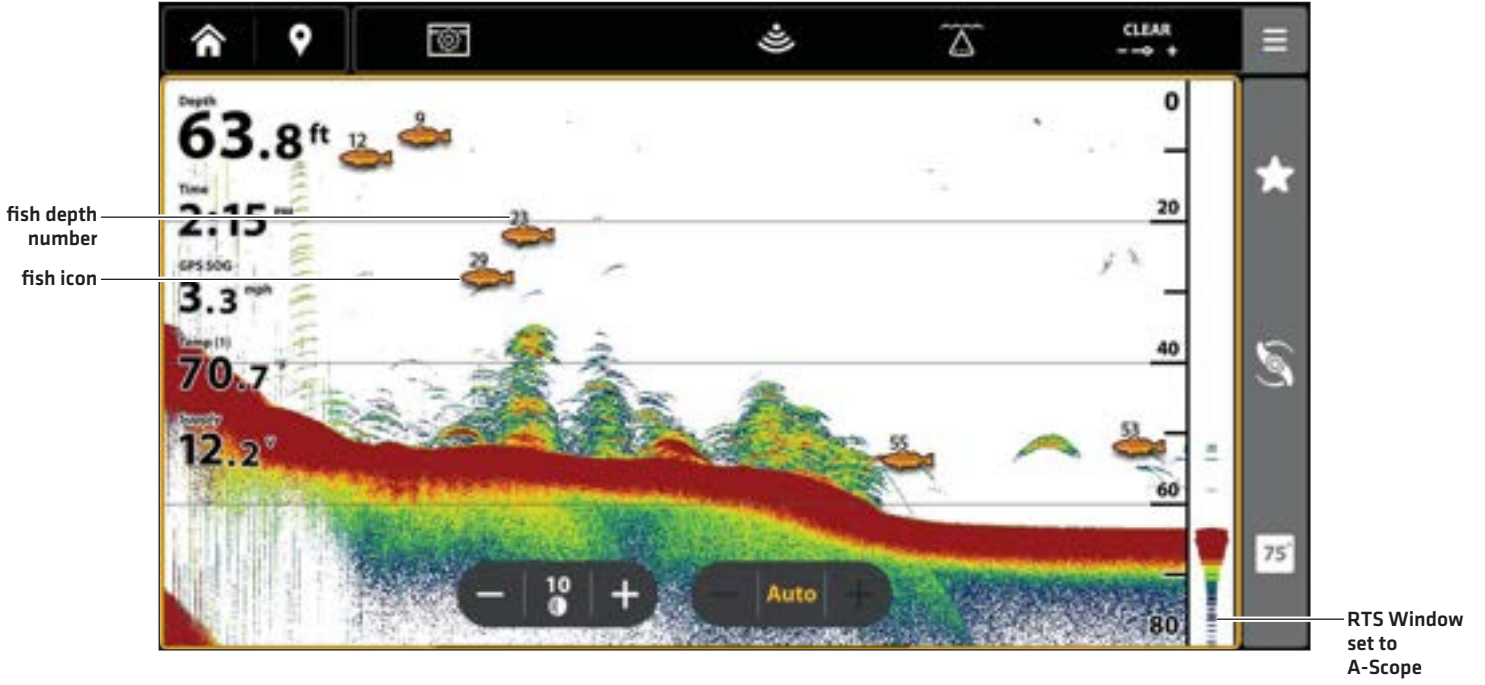 CLEAR
Depth
63.8 ft
12
9
0
Time
2:15 PM
fish depth
number
23
20
GPS SOG
3.3 mph
fish icon
29
Temp (1)
70.7°
40
12.2 V
55
53
60
75°
10
Auto
80
RTS Window
set to
A-Scope